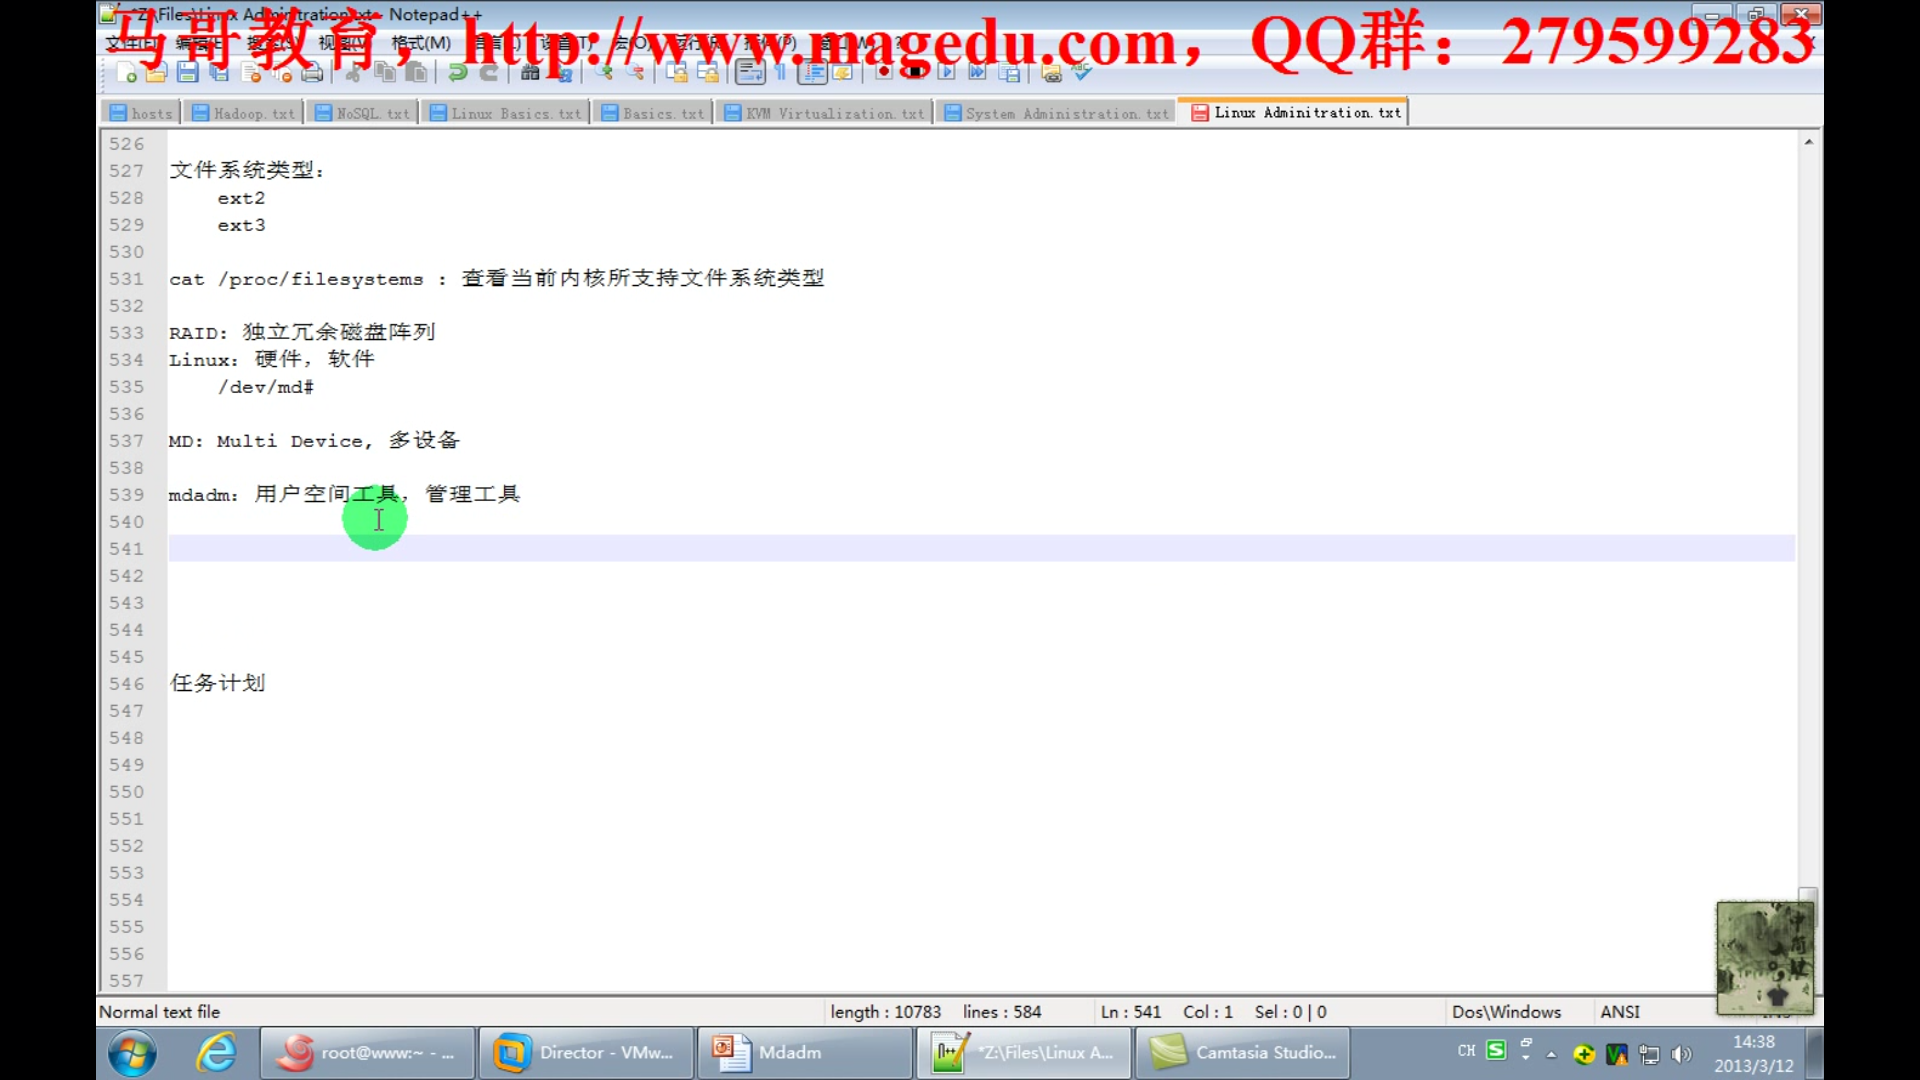 *Z:\Files\Linux Adminitration.txt - Notepad++
马哥教育，http://www.magedu.com，QQ群：279599283
格式(M)
hosts
Hadoop.txt
NoSQL.txt
Linux Basics.txt
Basics.txt
KVM Virtualization.txt
System Administration.txt
Linux Adminitration.txt
526
527 文件系统类型：
528 ext2
529 ext3
530
531 cat /proc/filesystems : 查看当前内核所支持文件系统类型
532
533 RAID: 独立冗余磁盘阵列
534 Linux: 硬件，软件
535 /dev/md#
536
537 MD: Multi Device, 多设备
538
539 mdadm: 用户空间工具，管理工具
540
541
542
543
544
545
546 任务计划
547
548
549
550
551
552
553
554
555
556
557
Normal text file
length : 10783 lines : 584
Ln : 541 Col : 1 Sel : 0 | 0
Dos\Windows
ANSI
root@www:~ - ...
Director - VMw...
Mdadm
*Z:\Files\Linux A...
Camtasia Studio...
CH
14:38
2013/3/12